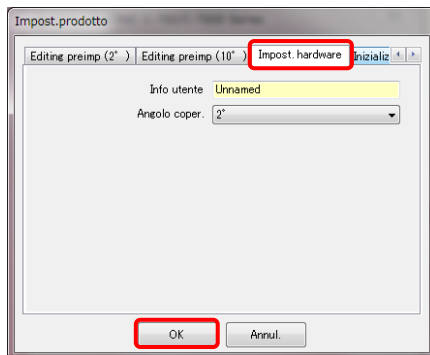 Impost.prodotto
Editing preimp (2° ) Editing preimp (10° ) Impost. hardware Inizializ
Info utente Unnamed
Angolo coper. 2°
OK Annul.